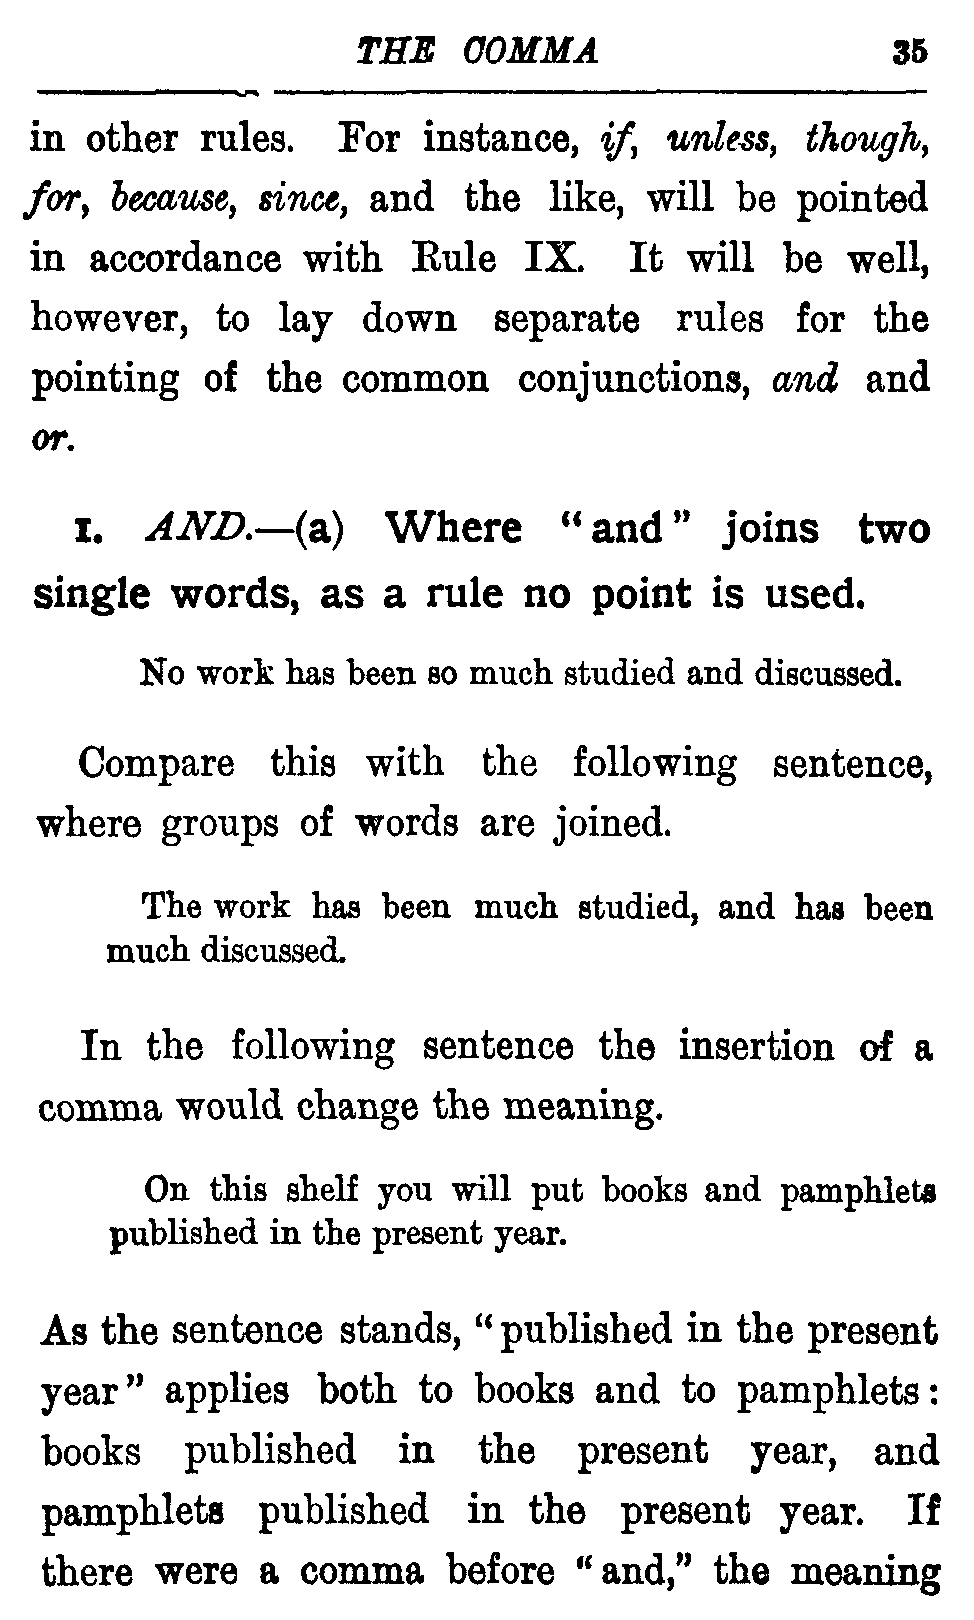 THE COMMA 35
in other rules. For instance, if, unless, though,
for, because, since, and the like, will be pointed
in accordance with Rule IX. It will be well,
however, to lay down separate rules for the
pointing of the common conjunctions, and and
or.
1. AND.—(a) Where "and" joins two
single words, as a rule no point is used.
No work has been so much studied and discussed.
Compare this with the following sentence,
where groups of words are joined.
The work has been much studied, and has been
much discussed.
In the following sentence the insertion of a
comma would change the meaning.
On this shelf you will put books and pamphlets
published in the present year.
As the sentence stands, "published in the present
year" applies both to books and to pamphlets:
books published in the present year, and
pamphlets published in the present year. If
there were a comma before "and," the meaning